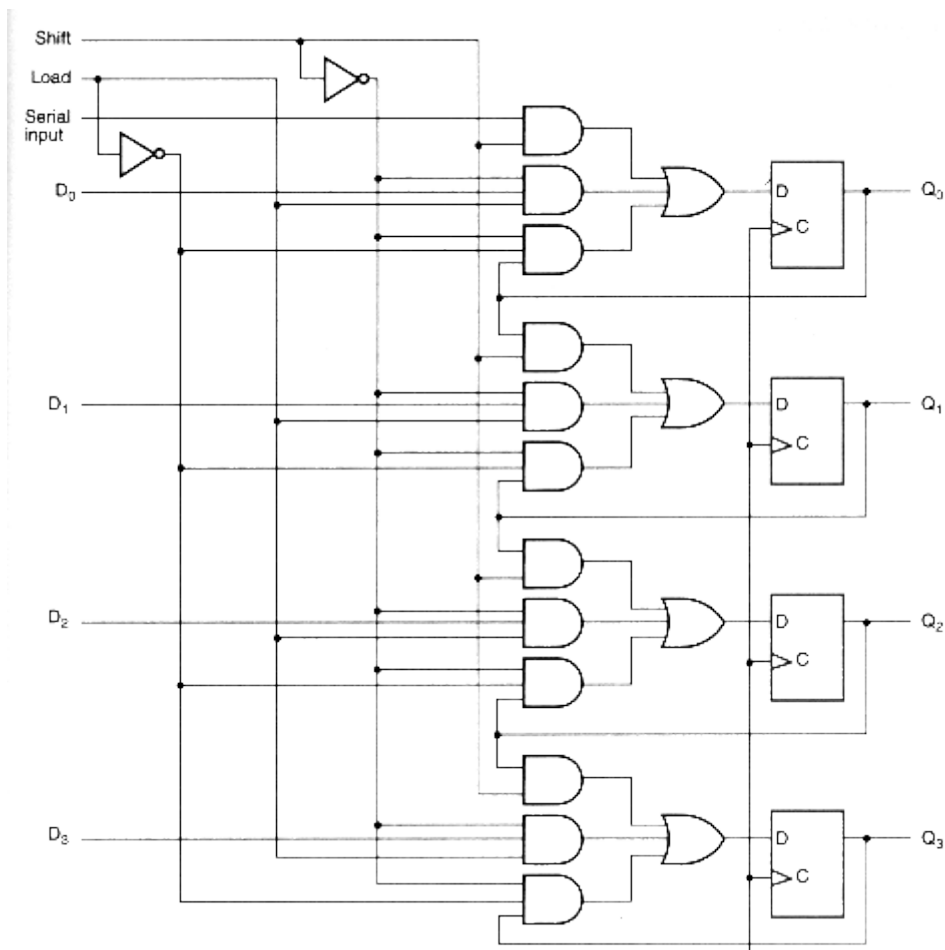 Shift
Load
Serial
input
D₀
D
Q₀
C
D₁
D
Q₁
C
D₂
D
Q₂
C
D₃
D
Q₃
C